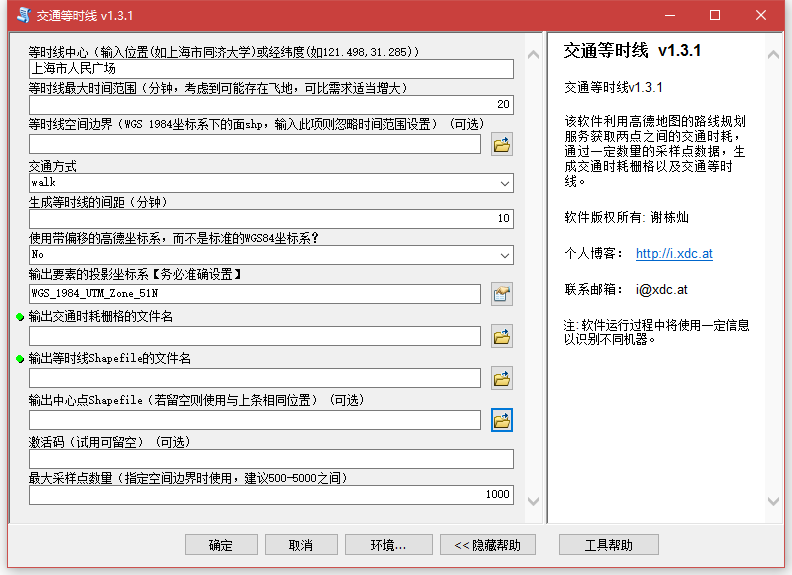 交通等时线 v1.3.1
等时线中心（输入位置(如上海市同济大学)或经纬度(如121.498,31.285)）
上海市人民广场
等时线最大时间范围（分钟，考虑到可能存在飞地，可比需求适当增大）
20
等时线空间边界（WGS 1984坐标系下的面shp，输入此项则忽略时间范围设置）（可选）
交通方式
walk
生成等时线的间距（分钟）
10
使用带偏移的高德坐标系，而不是标准的WGS84坐标系？
No
输出要素的投影坐标系【务必准确设置】
WGS_1984_UTM_Zone_51N
输出交通时耗栅格的文件名
输出等时线Shapefile的文件名
输出中心点Shapefile（若留空则使用与上条相同位置）（可选）
激活码（试用可留空）（可选）
最大采样点数量（指定空间边界时使用，建议500-5000之间）
1000
交通等时线 v1.3.1
交通等时线v1.3.1
该软件利用高德地图的路线规划
服务获取两点之间的交通时耗，
通过一定数量的采样点数据，生
成交通时耗栅格以及交通等时
线。
软件版权所有: 谢栋灿
个人博客： http://i.xdc.at
联系邮箱： i@xdc.at
注:软件运行过程中将使用一定信息
以识别不同机器。
确定
取消
环境...
<< 隐藏帮助
工具帮助